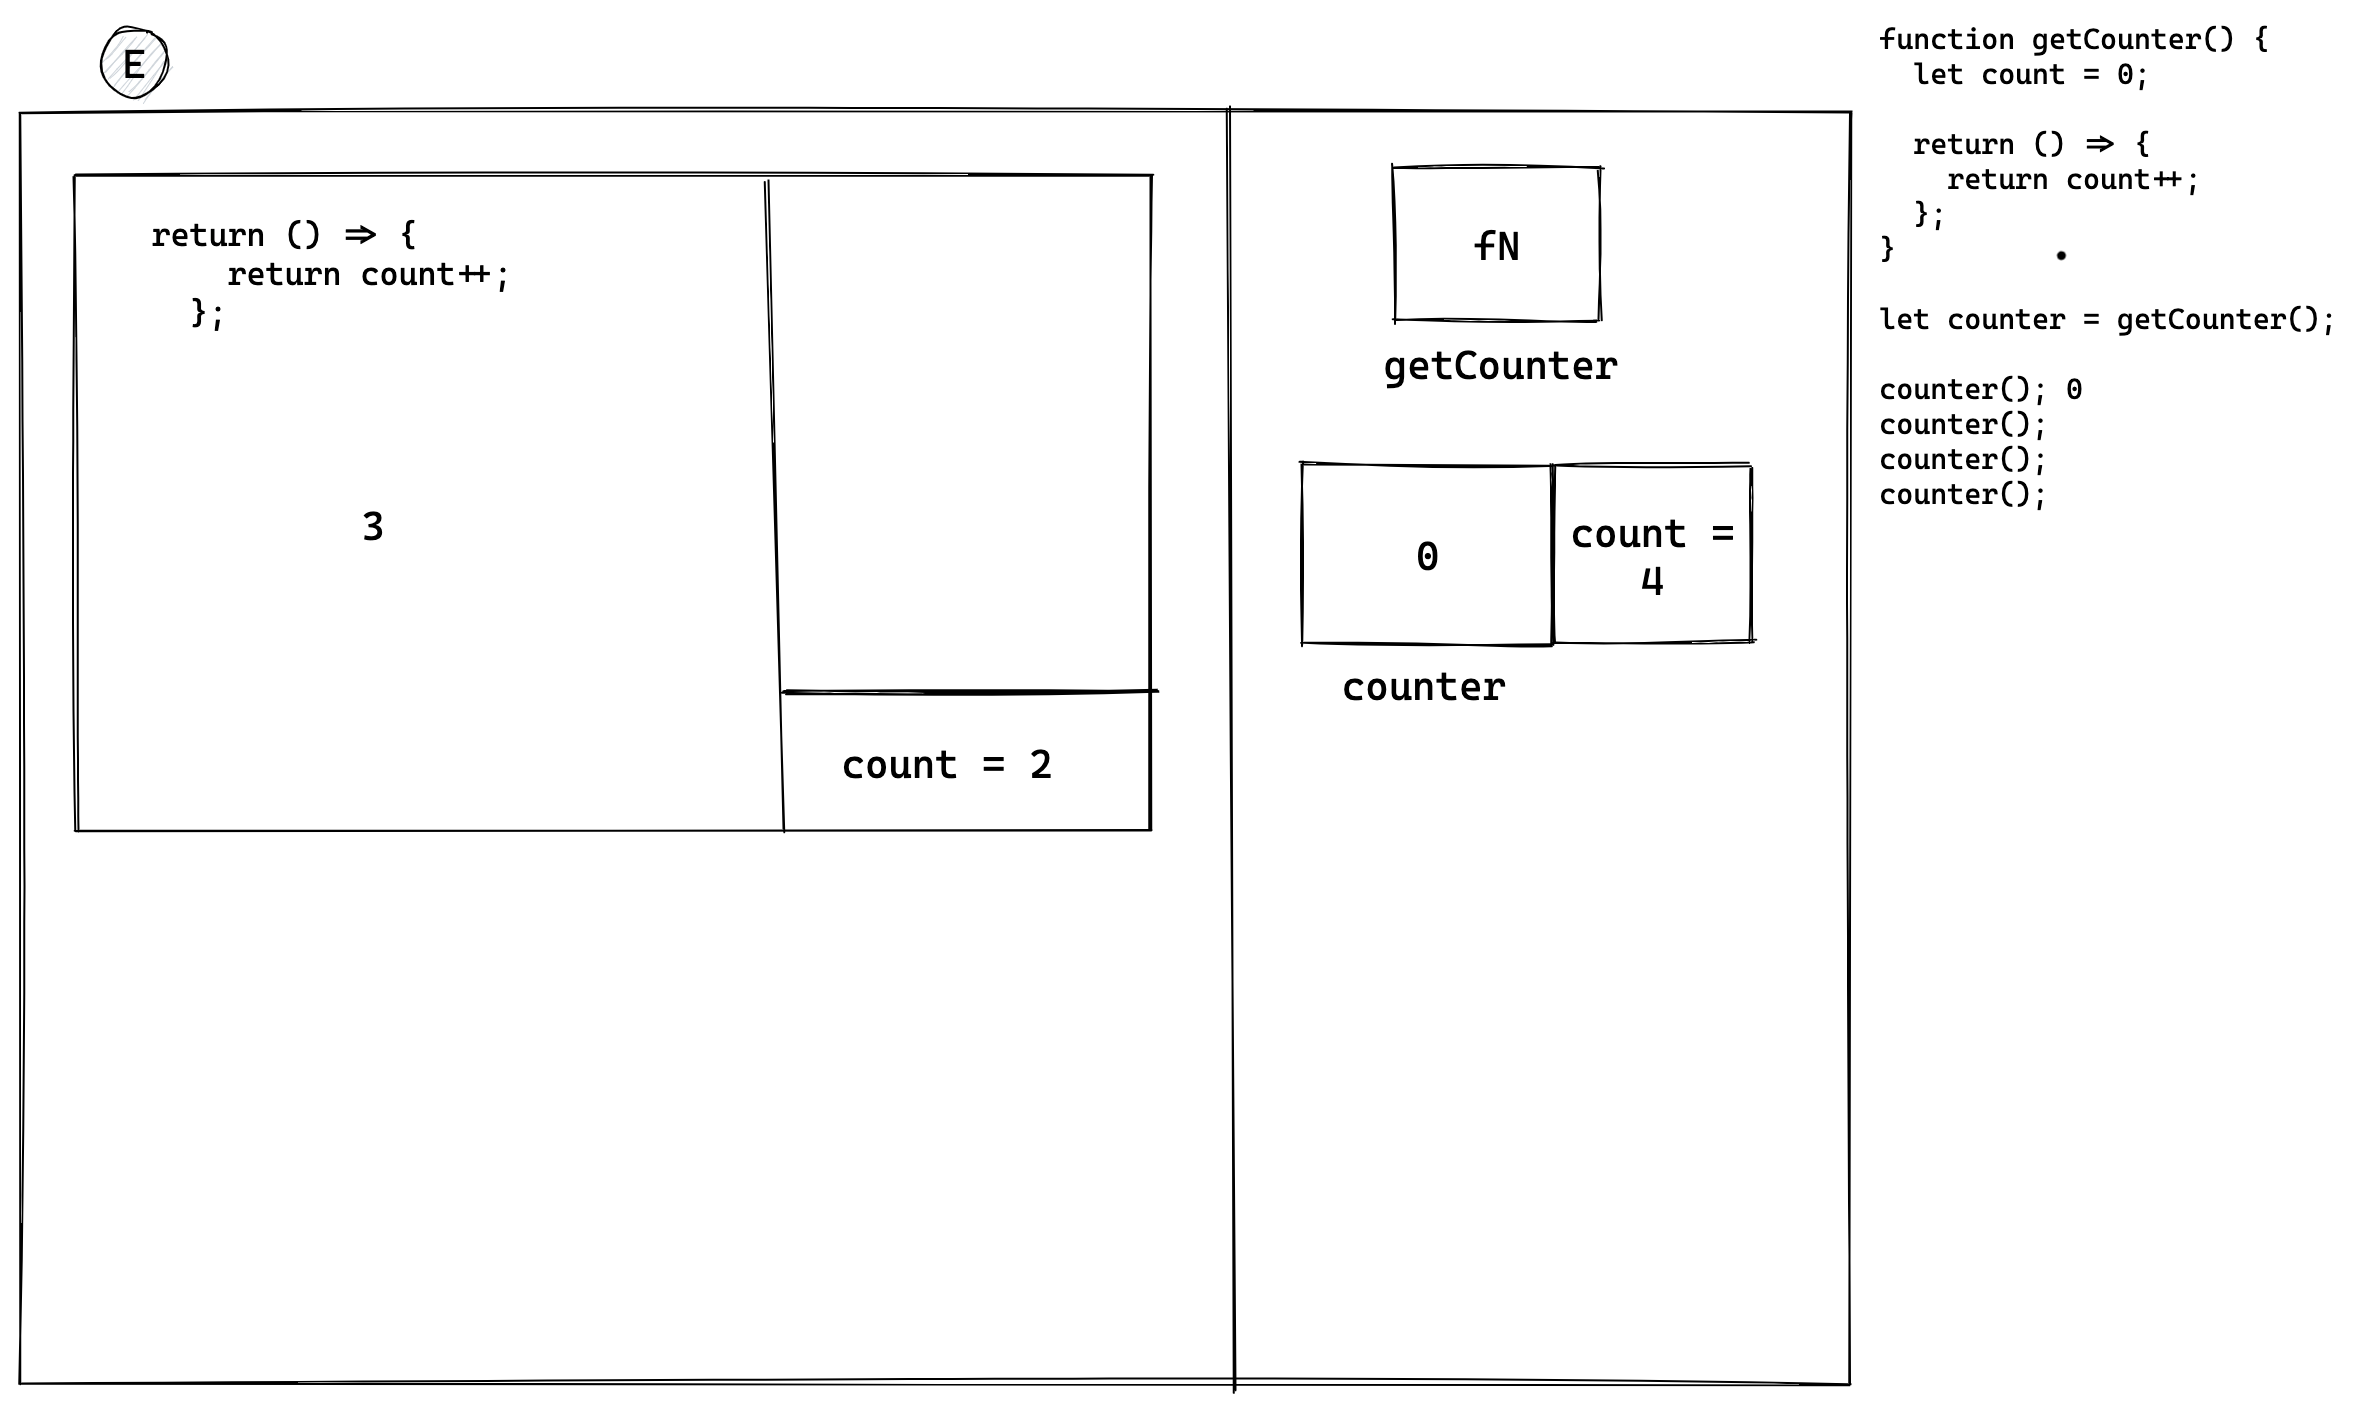 E
return () => {
return count++;
};
3
count = 2
fN
getCounter
0
count =
4
counter
function getCounter() {
let count = 0;
return () => {
return count++;
};
}
let counter = getCounter();
counter(); 0
counter();
counter();
counter();